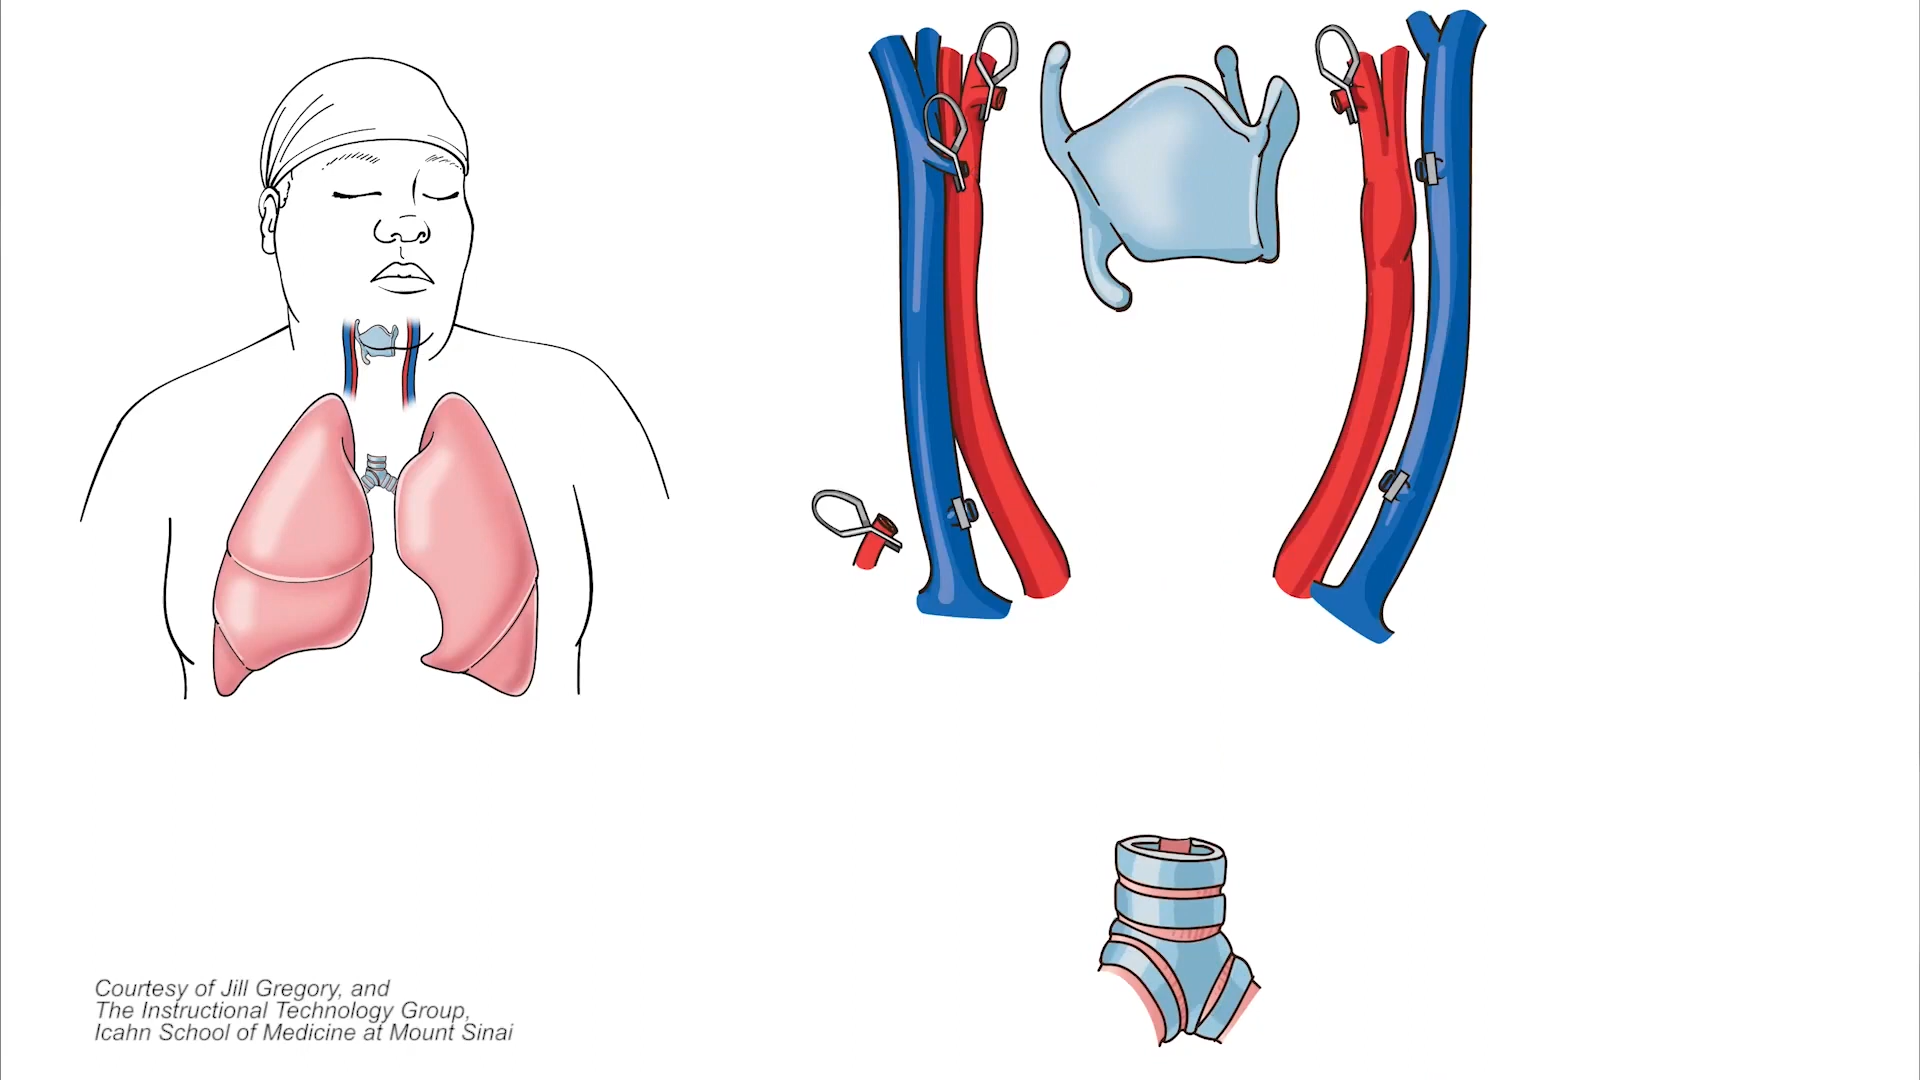 Courtesy of Jill Gregory, and
The Instructional Technology Group,
Icahn School of Medicine at Mount Sinai